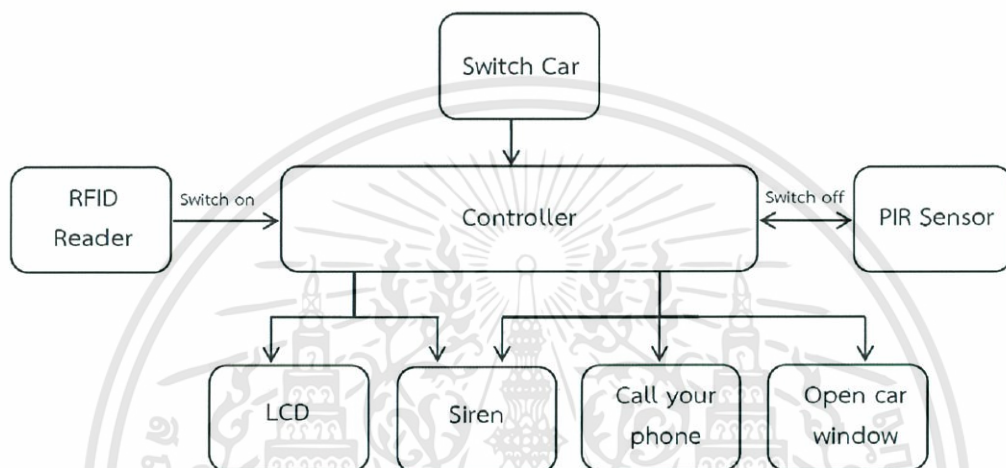 Switch Car
RFID
Reader
Switch on
Controller
Switch off
PIR Sensor
LCD
Siren
Call your
phone
Open car
window